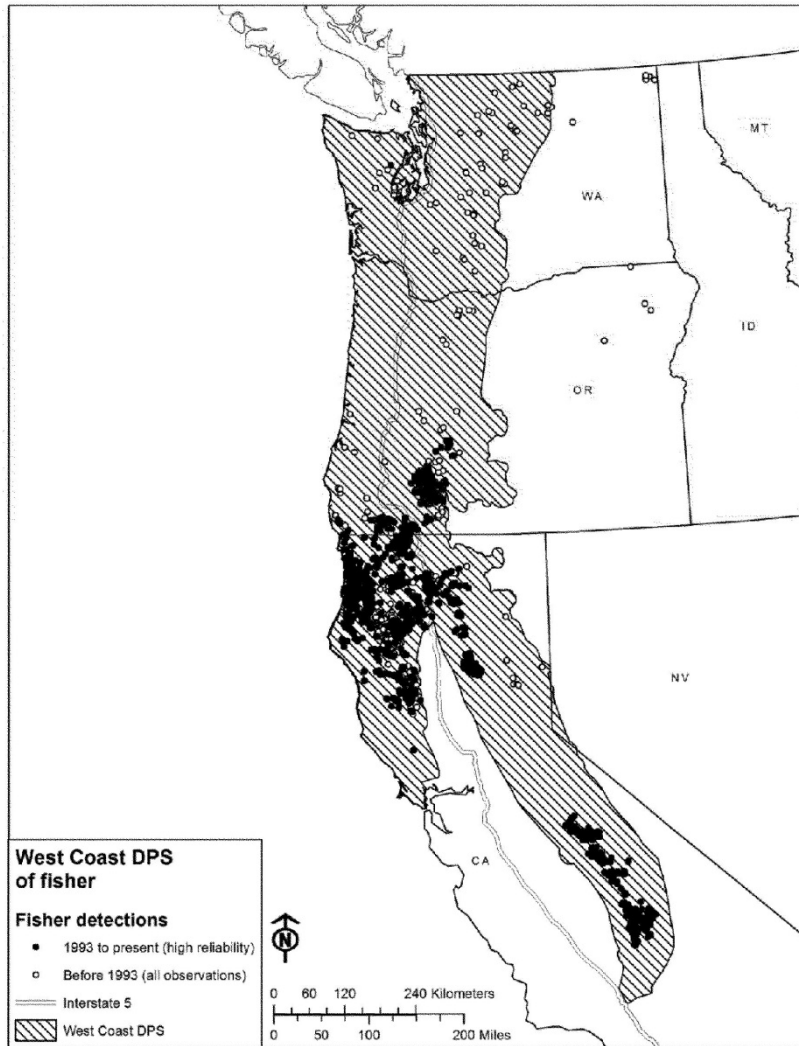 MT
WA
ID
OR
NV
CA
West Coast DPS
of fisher
Fisher detections
1993 to present (high reliability)
Before 1993 (all observations)
Interstate 5
West Coast DPS
N
0 60 120 240 Kilometers
0 50 100 200 Miles